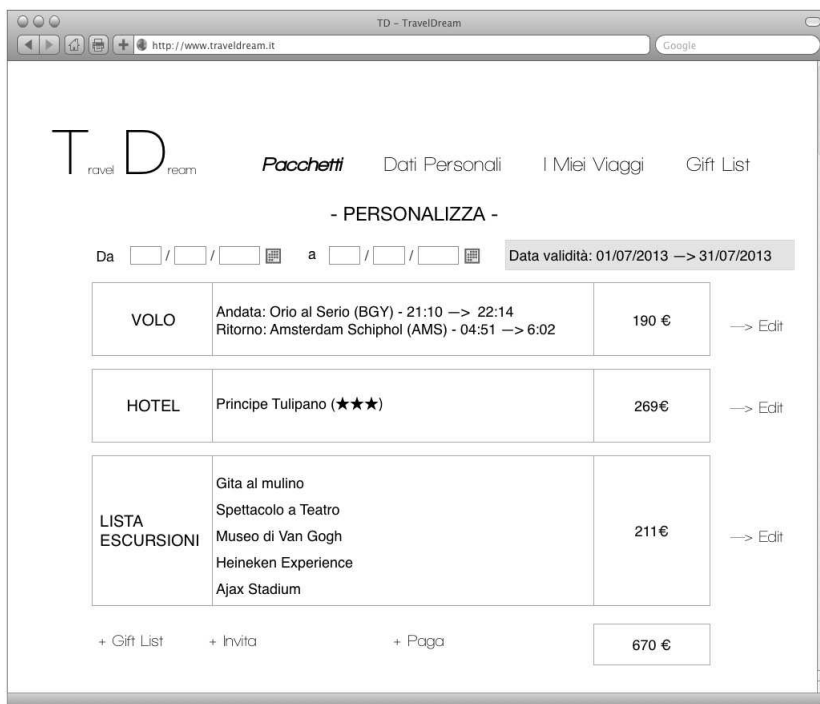 TD - TravelDream
http://www.traveldream.it
Google
Travel Dream
Pacchetti
Dati Personali
I Miei Viaggi
Gift List
- PERSONALIZZA -
Da / / a / / Data validità: 01/07/2013 —> 31/07/2013
VOLO
Andata: Orio al Serio (BGY) - 21:10 —> 22:14
Ritorno: Amsterdam Schiphol (AMS) - 04:51 —> 6:02
190 €
—> Edit
HOTEL
Principe Tulipano (★★★)
269€
—> Edit
LISTA
ESCURSIONI
Gita al mulino
Spettacolo a Teatro
Museo di Van Gogh
Heineken Experience
Ajax Stadium
211€
—> Edit
+ Gift List
+ Invita
+ Paga
670 €